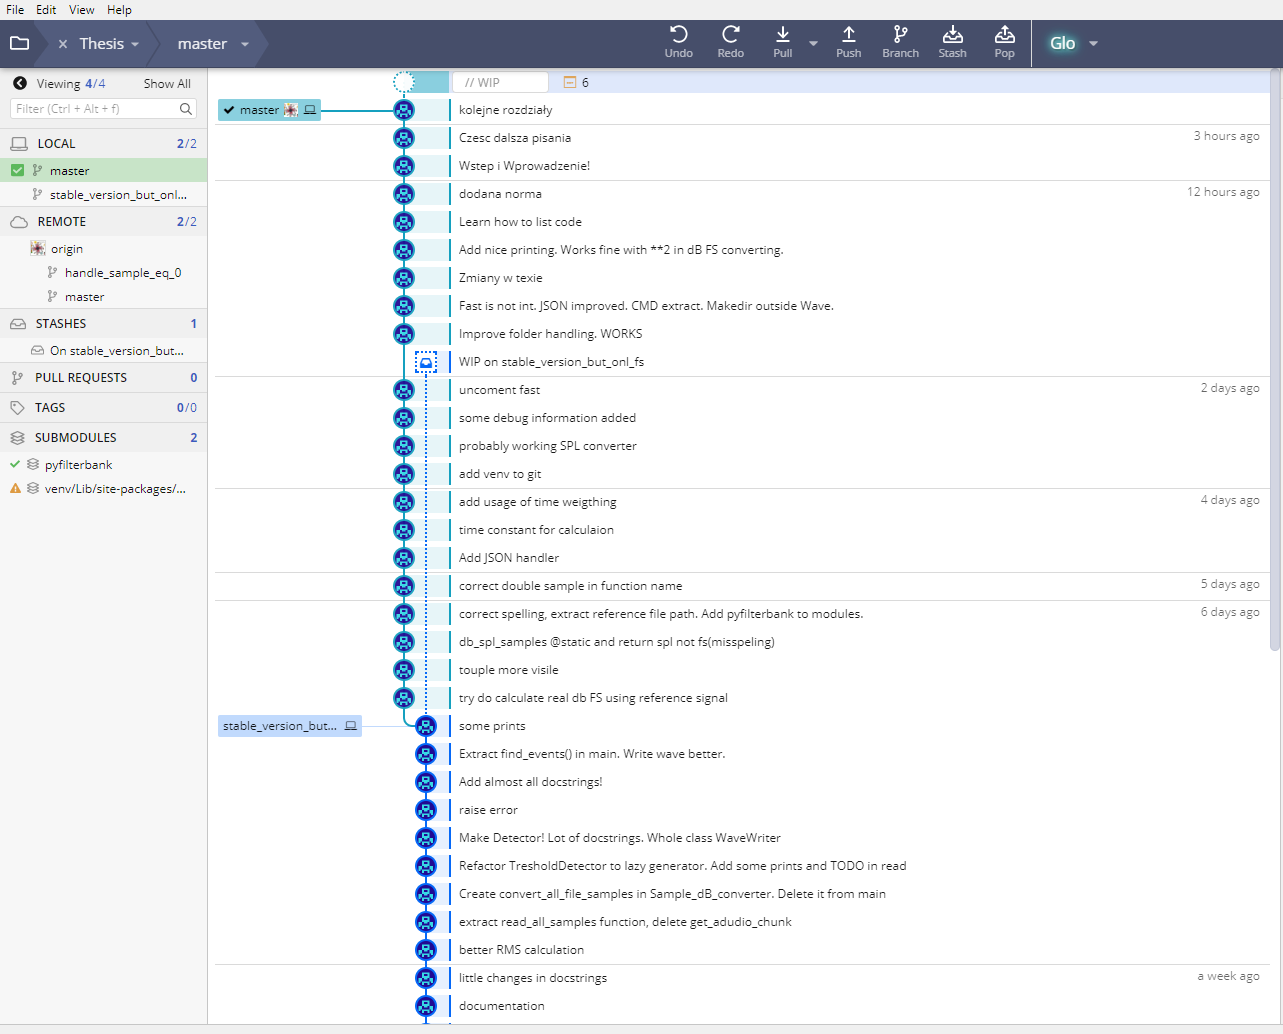 File Edit View Help
Thesis master Undo Redo Pull Push Branch Stash Pop Glo
Viewing 4/4 Show All
Filter (Ctrl + Alt + f)
LOCAL 2/2
master
stable_version_but_onl...
REMOTE 2/2
origin
handle_sample_eq_0
master
STASHES 1
On stable_version_but...
PULL REQUESTS 0
TAGS 0/0
SUBMODULES 2
pyfilterbank
venv/Lib/site-packages/...
// WIP 6
master kolejne rozdziały
Czesc dalsza pisania 3 hours ago
Wstep i Wprowadzenie!
dodana norma 12 hours ago
Learn how to list code
Add nice printing. Works fine with **2 in dB FS converting.
Zmiany w texie
Fast is not int. JSON improved. CMD extract. Makedir outside Wave.
Improve folder handling. WORKS
WIP on stable_version_but_onl_fs
uncoment fast 2 days ago
some debug information added
probably working SPL converter
add venv to git
add usage of time weigthing 4 days ago
time constant for calculaion
Add JSON handler
correct double sample in function name 5 days ago
correct spelling, extract reference file path. Add pyfilterbank to modules. 6 days ago
db_spl_samples @static and return spl not fs(misspeling)
touple more visile
try do calculate real db FS using reference signal
stable_version_but... some prints
Extract find_events() in main. Write wave better.
Add almost all docstrings!
raise error
Make Detector! Lot of docstrings. Whole class WaveWriter
Refactor TresholdDetector to lazy generator. Add some prints and TODO in read
Create convert_all_file_samples in Sample_dB_converter. Delete it from main
extract read_all_samples function, delete get_adudio_chunk
better RMS calculation
little changes in docstrings a week ago
documentation